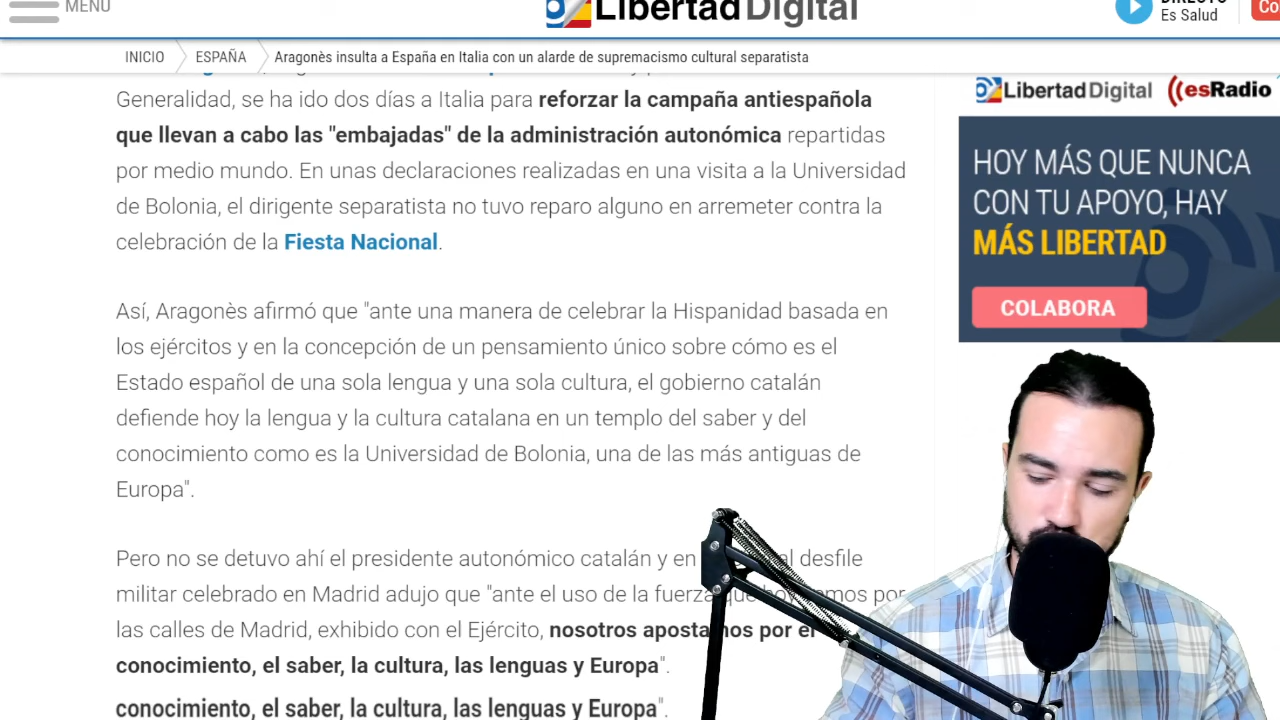 MENÚ
Libertad Digital
DIRECTO
Es Salud
Co
INICIO
ESPAÑA
Aragonès insulta a España en Italia con un alarde de supremacismo cultural separatista
Generalidad, se ha ido dos días a Italia para reforzar la campaña antiespañola
que llevan a cabo las "embajadas" de la administración autonómica repartidas
por medio mundo. En unas declaraciones realizadas en una visita a la Universidad
de Bolonia, el dirigente separatista no tuvo reparo alguno en arremeter contra la
celebración de la Fiesta Nacional.
Así, Aragonès afirmó que "ante una manera de celebrar la Hispanidad basada en
los ejércitos y en la concepción de un pensamiento único sobre cómo es el
Estado español de una sola lengua y una sola cultura, el gobierno catalán
defiende hoy la lengua y la cultura catalana en un templo del saber y del
conocimiento como es la Universidad de Bolonia, una de las más antiguas de
Europa".
Pero no se detuvo ahí el presidente autonómico catalán y en al desfile
militar celebrado en Madrid adujo que "ante el uso de la fuerza que hoy vemos por
las calles de Madrid, exhibido con el Ejército, nosotros apostamos por el
conocimiento, el saber, la cultura, las lenguas y Europa".
conocimiento, el saber, la cultura, las lenguas y Europa".
Libertad Digital esRadio
HOY MÁS QUE NUNCA
CON TU APOYO, HAY
MÁS LIBERTAD
COLABORA